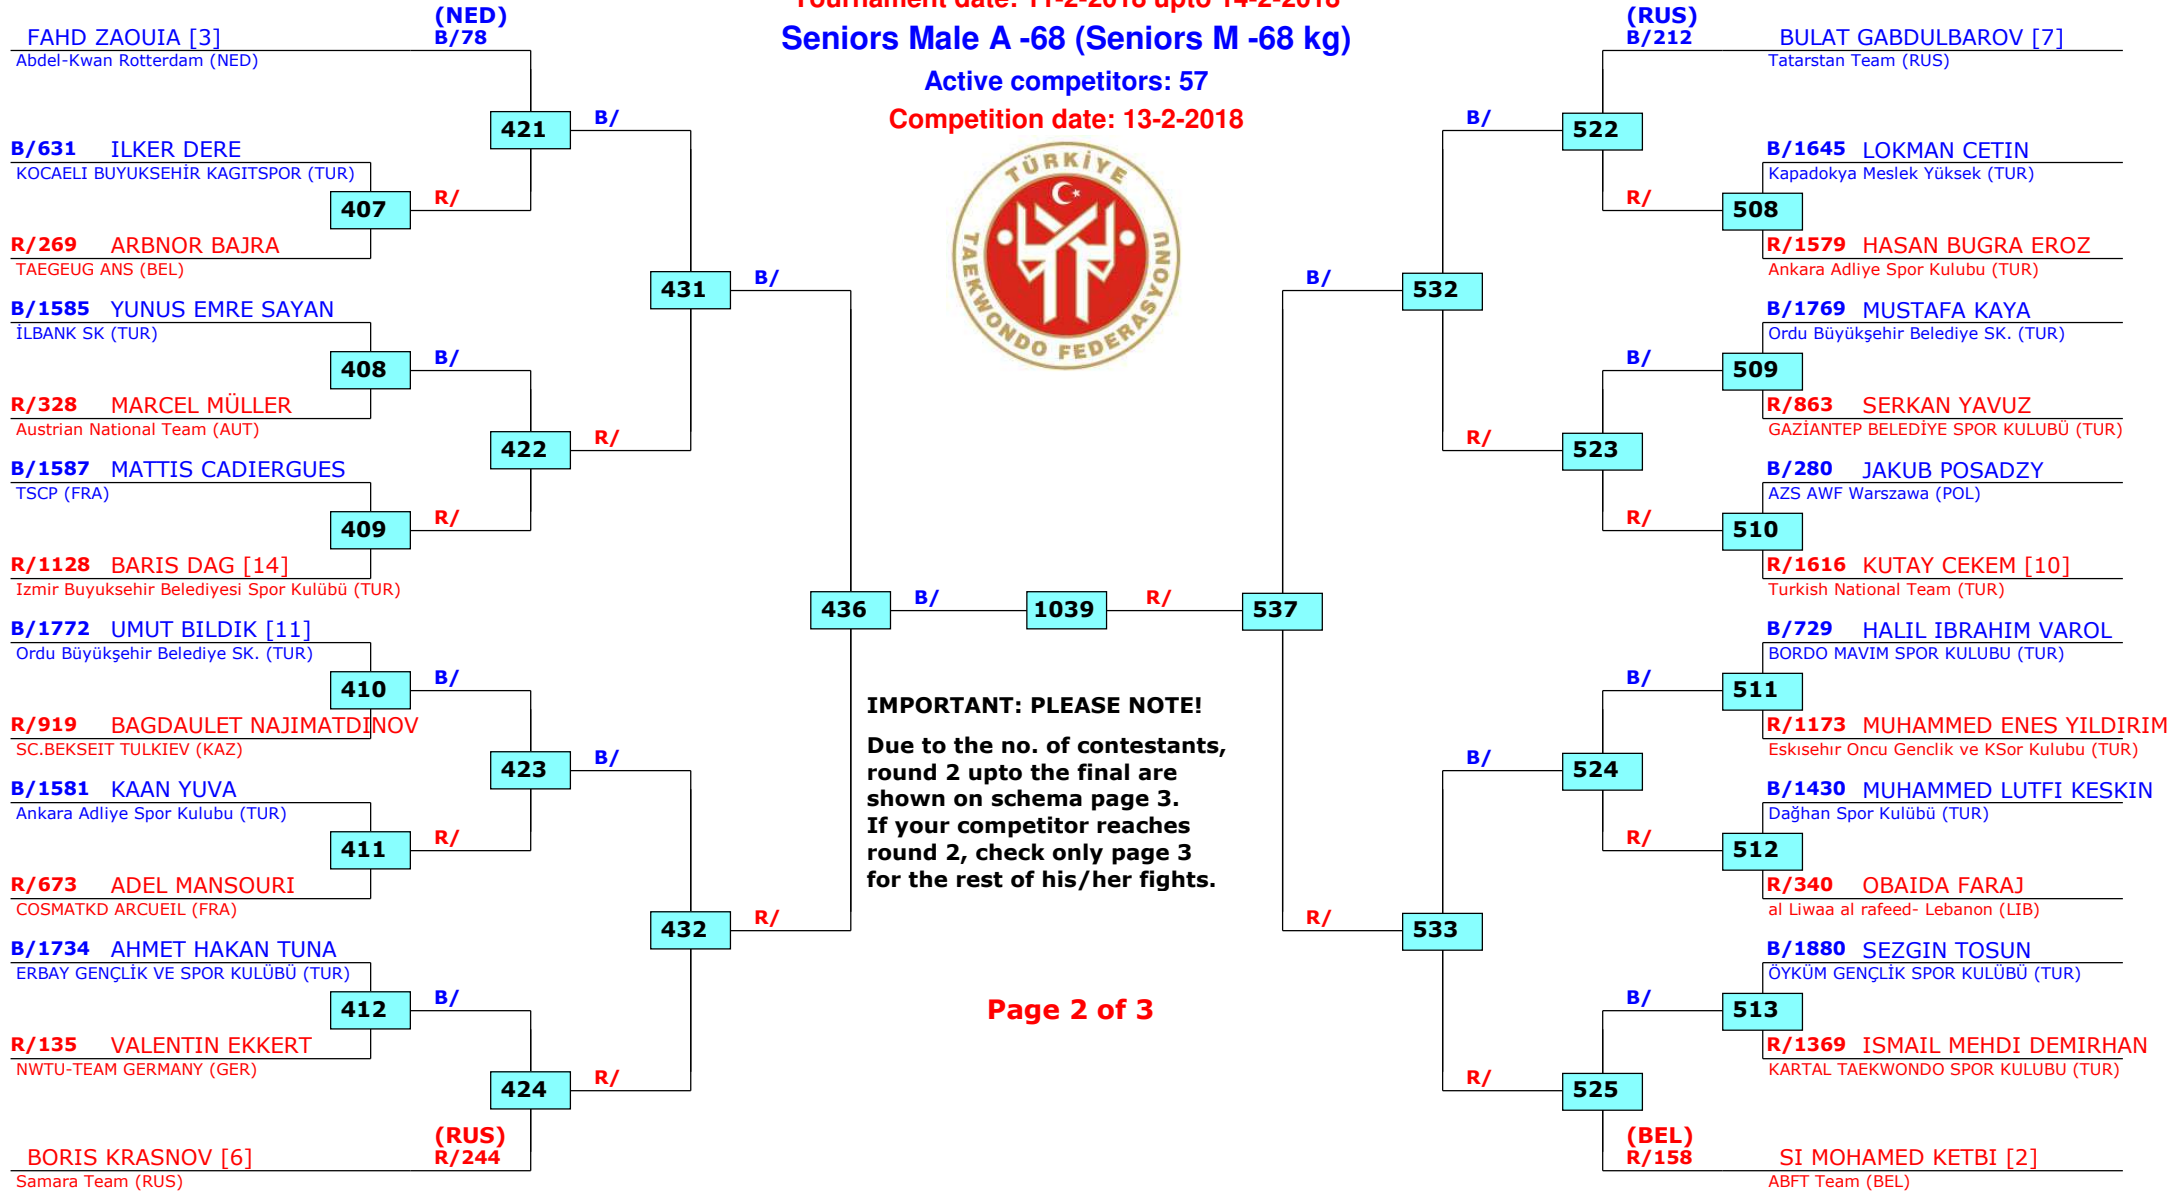 Tournament date: 11-2-2018 upto 14-2-2018
Seniors Male A -68 (Seniors M -68 kg)
Active competitors: 57
Competition date: 13-2-2018
TÜRKİYE
TAEKWONDO FEDERASYONU
(NED)
FAHD ZAOUIA [3] B/78
Abdel-Kwan Rotterdam (NED)
421
B/
B/631 ILKER DERE
KOCAELI BUYUKSEHİR KAGITSPOR (TUR)
407
R/
R/269 ARBNOR BAJRA
TAEGEUG ANS (BEL)
431
B/
B/1585 YUNUS EMRE SAYAN
İLBANK SK (TUR)
408
B/
R/328 MARCEL MÜLLER
Austrian National Team (AUT)
422
R/
B/1587 MATTIS CADIERGUES
TSCP (FRA)
409
R/
R/1128 BARIS DAG [14]
Izmir Buyuksehir Belediyesi Spor Kulübü (TUR)
436
B/
1039
R/
537
B/1772 UMUT BILDIK [11]
Ordu Büyükşehir Belediye SK. (TUR)
410
B/
R/919 BAGDAULET NAJIMATDINOV
SC.BEKSEIT TULKIEV (KAZ)
423
B/
B/1581 KAAN YUVA
Ankara Adliye Spor Kulubu (TUR)
411
R/
R/673 ADEL MANSOURI
COSMATKD ARCUEIL (FRA)
432
R/
B/1734 AHMET HAKAN TUNA
ERBAY GENÇLİK VE SPOR KULÜBÜ (TUR)
412
B/
R/135 VALENTIN EKKERT
NWTU-TEAM GERMANY (GER)
424
R/
(RUS)
BORIS KRASNOV [6] R/244
Samara Team (RUS)
IMPORTANT: PLEASE NOTE!
Due to the no. of contestants,
round 2 upto the final are
shown on schema page 3.
If your competitor reaches
round 2, check only page 3
for the rest of his/her fights.
Page 2 of 3
(RUS)
B/212 BULAT GABDULBAROV [7]
Tatarstan Team (RUS)
B/
522
B/1645 LOKMAN CETIN
Kapadokya Meslek Yüksek (TUR)
R/
508
R/1579 HASAN BUGRA EROZ
Ankara Adliye Spor Kulubu (TUR)
B/
532
B/1769 MUSTAFA KAYA
Ordu Büyükşehir Belediye SK. (TUR)
B/
509
R/863 SERKAN YAVUZ
GAZİANTEP BELEDİYE SPOR KULUBÜ (TUR)
R/
523
B/280 JAKUB POSADZY
AZS AWF Warszawa (POL)
R/
510
R/1616 KUTAY CEKEM [10]
Turkish National Team (TUR)
B/729 HALIL IBRAHIM VAROL
BORDO MAVIM SPOR KULUBU (TUR)
B/
511
R/1173 MUHAMMED ENES YILDIRIM
Eskısehır Oncu Genclik ve KSor Kulubu (TUR)
B/
524
B/1430 MUHAMMED LUTFI KESKIN
Dağhan Spor Kulübü (TUR)
R/
512
R/340 OBAIDA FARAJ
al Liwaa al rafeed- Lebanon (LIB)
R/
533
B/1880 SEZGIN TOSUN
ÖYKÜM GENÇLİK SPOR KULÜBÜ (TUR)
B/
513
R/1369 ISMAIL MEHDI DEMIRHAN
KARTAL TAEKWONDO SPOR KULUBU (TUR)
R/
525
(BEL)
R/158 SI MOHAMED KETBI [2]
ABFT Team (BEL)